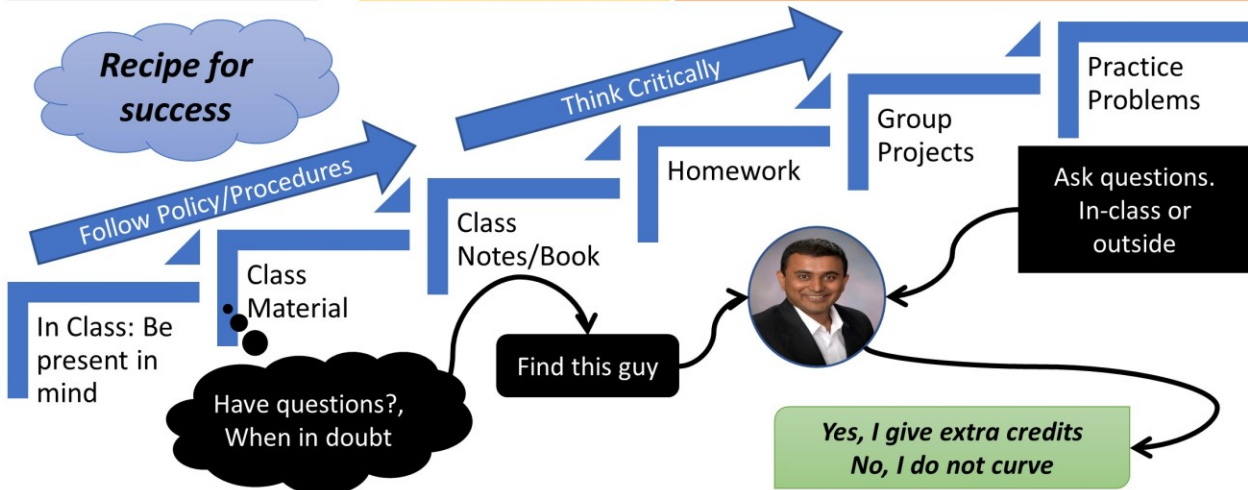 Recipe for
success
Follow Policy/Procedures
Think Critically
In Class: Be
present in
mind
Class
Material
Class
Notes/Book
Homework
Group
Projects
Practice
Problems
Have questions?,
When in doubt
Find this guy
Ask questions.
In-class or
outside
Yes, I give extra credits
No, I do not curve